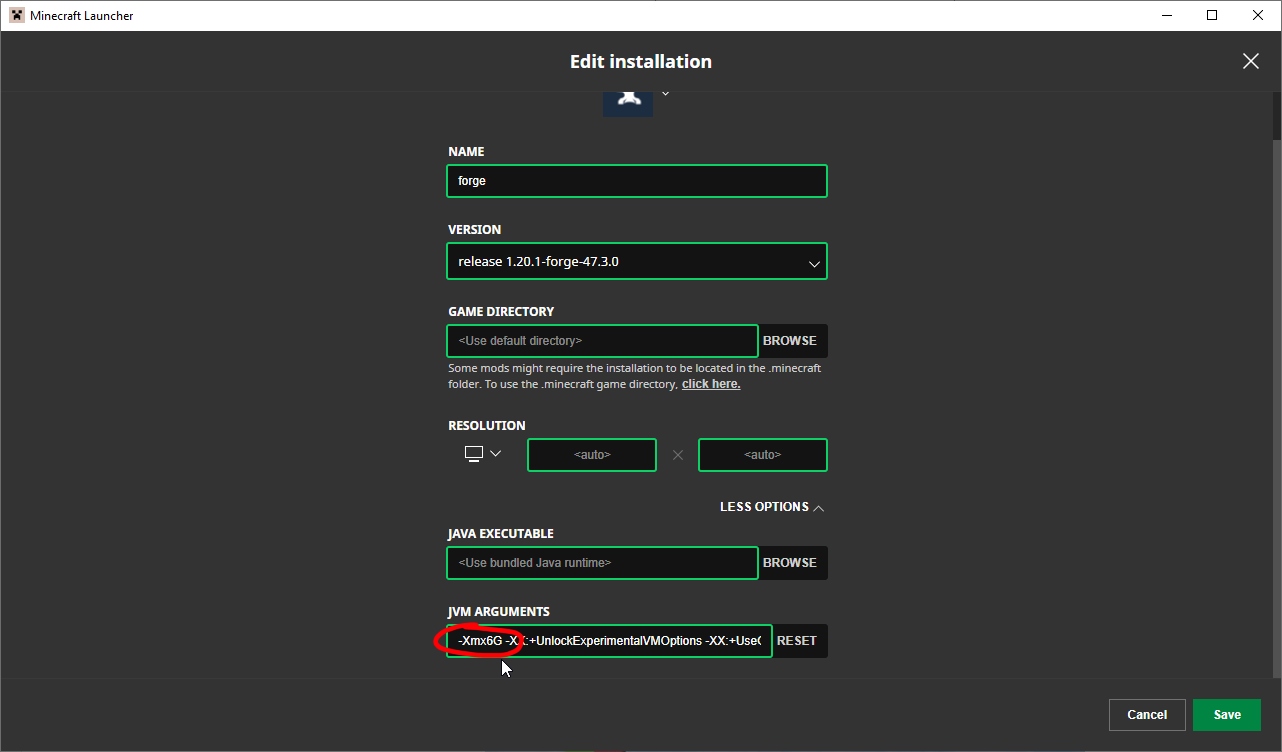 Minecraft Launcher
Edit installation
NAME
forge
VERSION
release 1.20.1-forge-47.3.0
GAME DIRECTORY
<Use default directory> BROWSE
Some mods might require the installation to be located in the .minecraft
folder. To use the .minecraft game directory, click here.
RESOLUTION
<auto> <auto>
LESS OPTIONS
JAVA EXECUTABLE
<Use bundled Java runtime> BROWSE
JVM ARGUMENTS
-Xmx6G -XX:+UnlockExperimentalVMOptions -XX:+Use RESET
Cancel Save